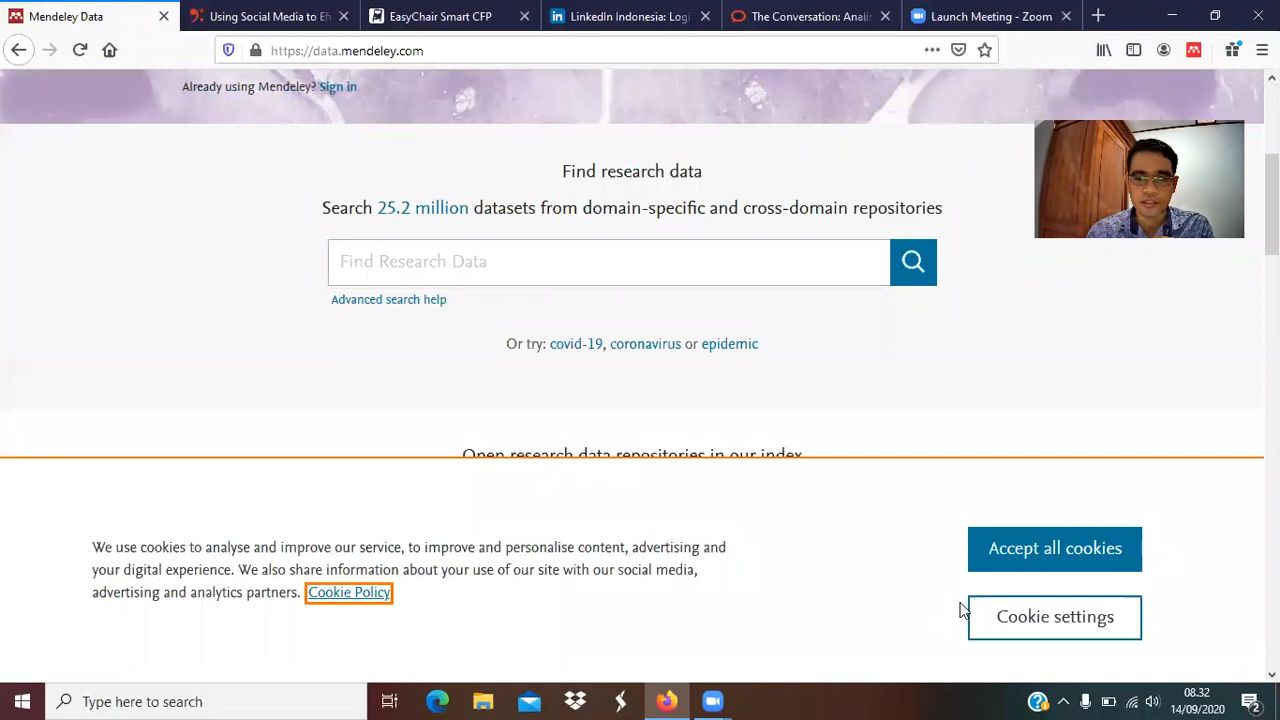 Mendeley Data
Using Social Media to Ef
EasyChair Smart CFP
LinkedIn Indonesia: Log
The Conversation: Analis
Launch Meeting - Zoom
https://data.mendeley.com
Already using Mendeley? Sign in
Find research data
Search 25.2 million datasets from domain-specific and cross-domain repositories
Find Research Data
Advanced search help
Or try: covid-19, coronavirus or epidemic
Open research data repositories in our index
We use cookies to analyse and improve our service, to improve and personalise content, advertising and
your digital experience. We also share information about your use of our site with our social media,
advertising and analytics partners. Cookie Policy
Accept all cookies
Cookie settings
Type here to search
08.32
14/09/2020
2